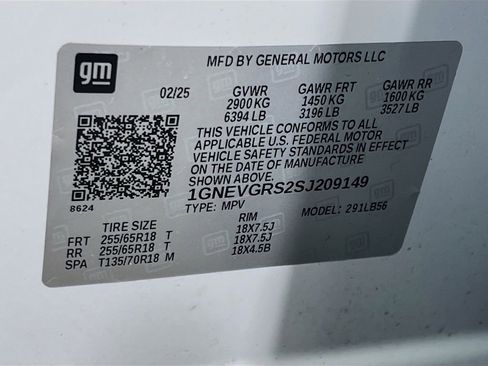 gm
MFD BY GENERAL MOTORS LLC
02/25 GVWR GAWR FRT GAWR RR
2900 KG 1450 KG 1600 KG
6394 LB 3196 LB 3527 LB
THIS VEHICLE CONFORMS TO ALL
APPLICABLE U.S. FEDERAL MOTOR
VEHICLE SAFETY STANDARDS IN EFFECT
ON THE DATE OF MANUFACTURE
SHOWN ABOVE.
1GNEVGRS2SJ209149
8624 TYPE: MPV MODEL: 291LB56
TIRE SIZE RIM
FRT 255/65R18 T 18X7.5J
RR 255/65R18 T 18X7.5J
SPA T135/70R18 M 18X4.5B